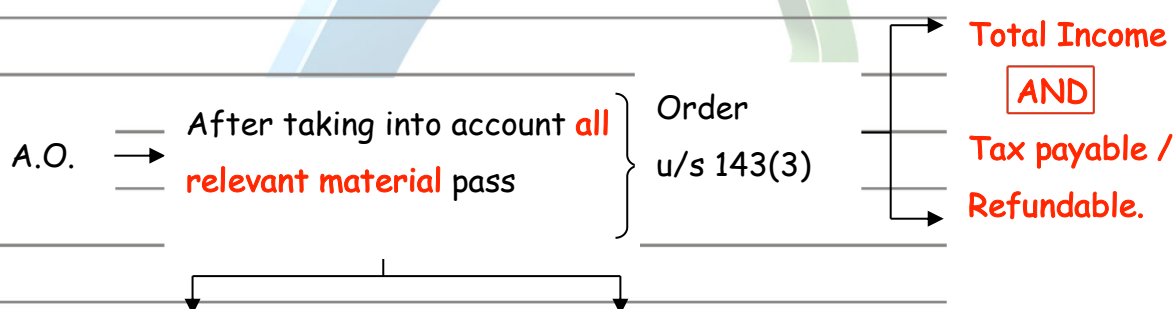 A.O.
After taking into account all
relevant material pass
Order
u/s 143(3)
Total Income
AND
Tax payable /
Refundable.